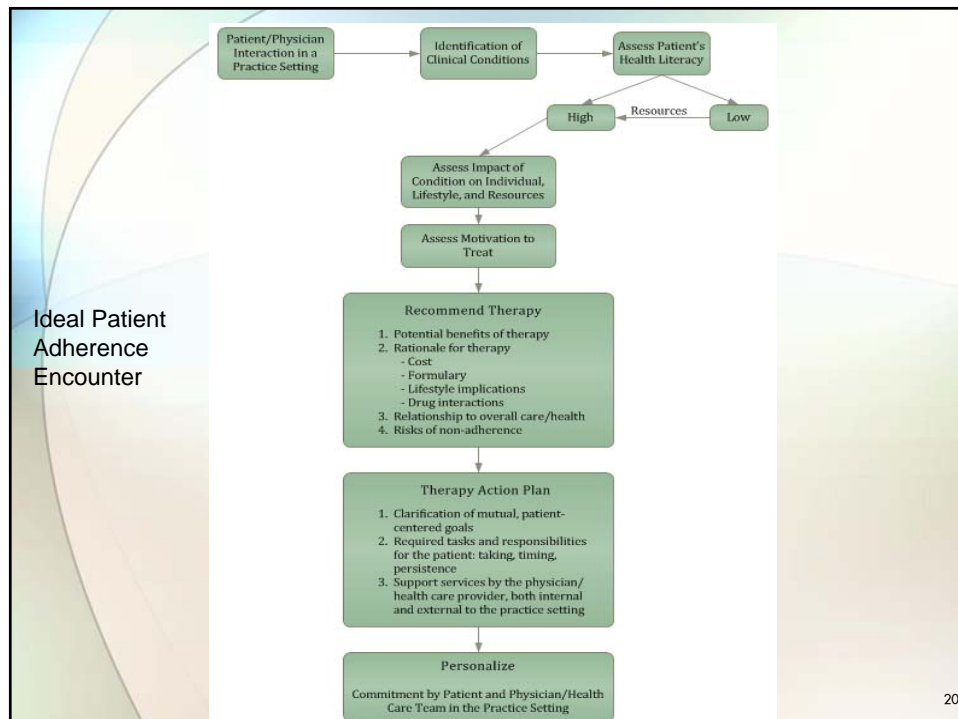 Patient/Physician
Interaction in a
Practice Setting
Identification of
Clinical Conditions
Assess Patient's
Health Literacy
High
Resources
Low
Assess Impact of
Condition on Individual,
Lifestyle, and Resources
Assess Motivation to
Treat
Ideal Patient
Adherence
Encounter
Recommend Therapy
1. Potential benefits of therapy
2. Rationale for therapy
- Cost
- Formulary
- Lifestyle implications
- Drug interactions
3. Relationship to overall care/health
4. Risks of non-adherence
Therapy Action Plan
1. Clarification of mutual, patient-
centered goals
2. Required tasks and responsibilities
for the patient: taking, timing,
persistence
3. Support services by the physician/
health care provider, both internal
and external to the practice setting
Personalize
Commitment by Patient and Physician/Health
Care Team in the Practice Setting
20